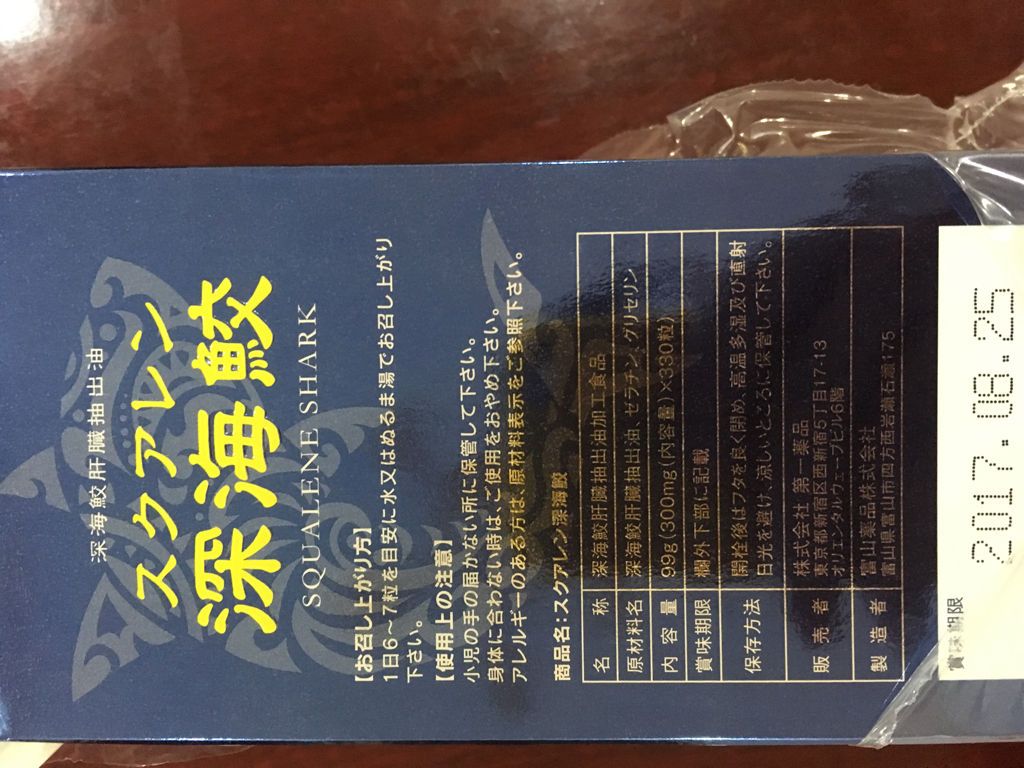 深海鮫肝臓抽出油
スクアレン
深海鮫
SQUALENE SHARK
【お召し上がり方】
1日6〜7粒を目安に水又はぬるま湯でお召し上がり
下さい。
【使用上の注意】
小児の手の届かない所に保管して下さい。
身体に合わない時は、ご使用をおやめ下さい。
アレルギーのある方は、原材料表示をご参照下さい。
商品名:スクアレン深海鮫
名称 深海鮫肝臓抽出油加工食品
原材料名 深海鮫肝臓抽出油、ゼラチン、グリセリン
内容量 99g(300mg(内容量)×330粒)
賞味期限 欄外下部に記載
保存方法 開栓後はフタを良く閉め、高温多湿及び直射
日光を避け、涼しいところに保管して下さい。
販売者 株式会社 第一薬品
東京都新宿区西新宿5丁目17-13
オリエンタルウェーブビル6階
製造者 富山薬品株式会社
富山県富山市四方西岩瀬石瀬175
賞味期限 2017.08.25